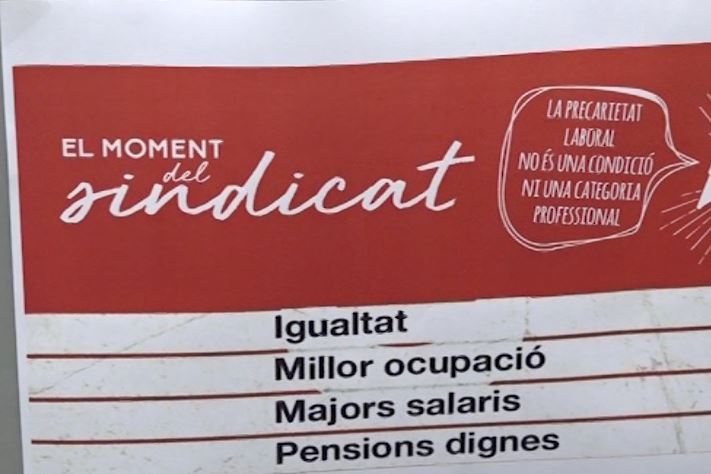 EL MOMENT
del
sindicat
LA PRECARIETAT
LABORAL
NO ÉS UNA CONDICIÓ
NI UNA CATEGORIA
PROFESSIONAL
Igualtat
Millor ocupació
Majors salaris
Pensions dignes